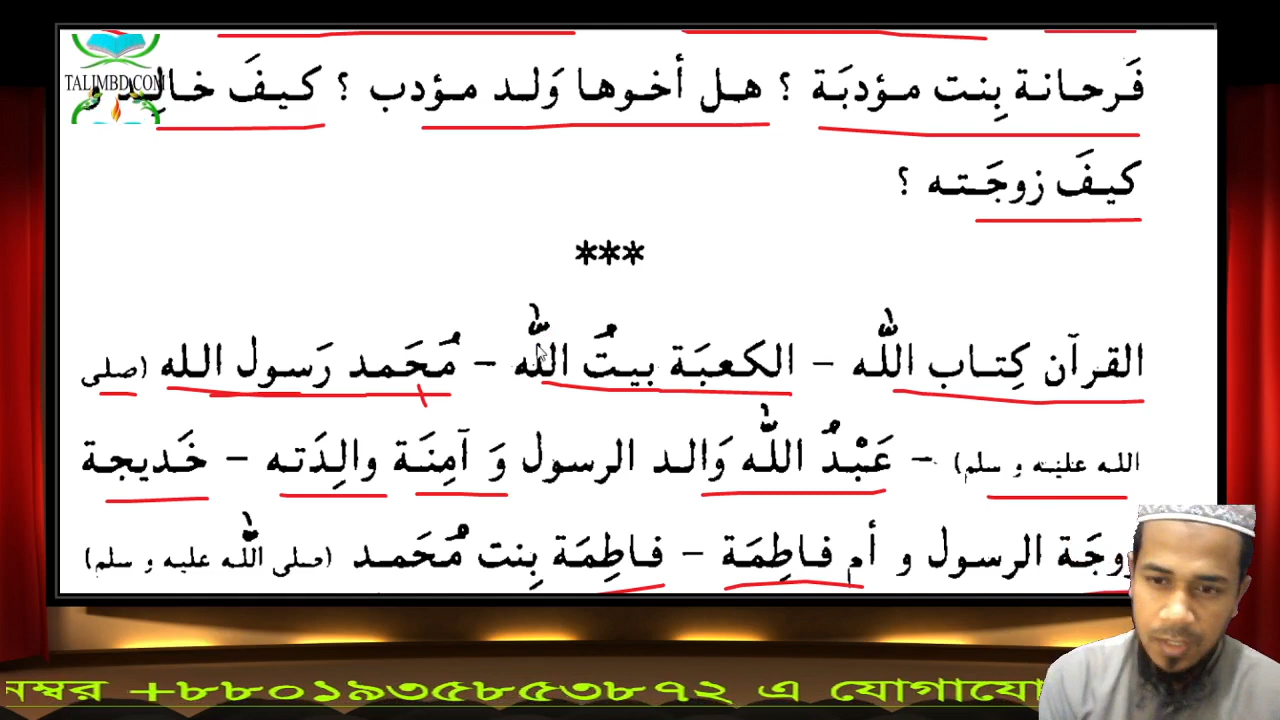 TALIMBD.COM
فَرحانة بِنت مؤدبَة ؟ هل أخوها وَلد مؤدب ؟ كيفَ خالِد و
كيفَ زوجَته ؟
***
القرآن كِتاب اللّٰه – الكعبَة بيتُ اللّٰه – مُحَمد رَسول الله (صلى
الله عليه و سلم) – عَبْدُ اللّٰه وَالد الرسول وَ آمِنَة والِدَته – خَديجة
زوجَة الرسول و أم فاطِمَة – فاطِمَة بِنت مُحَمد (صلى اللّٰه عليه و سلم)
নম্বর +৮৮০১৯৩৫৮৫৩৮৭২ এ যোগাযো